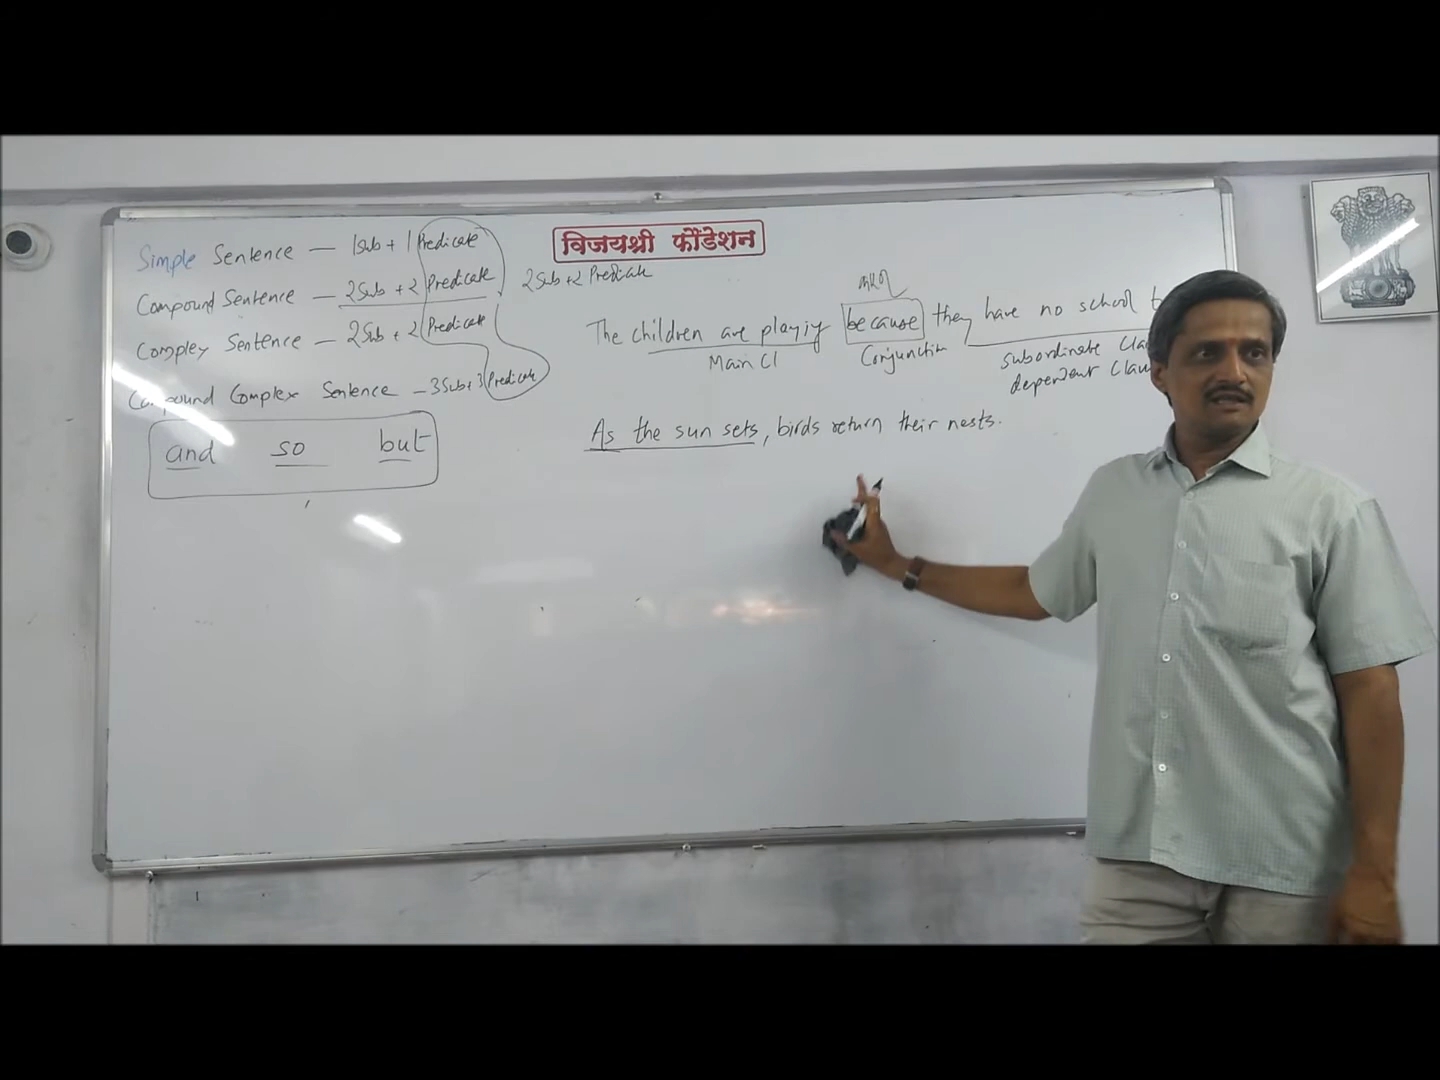 विजयश्री फौंडेशन
Simple Sentence — 1Sub + 1 Predicate
Compound Sentence — 2Sub + 2 Predicate
2Sub + 2 Predicate
Complex Sentence — 2Sub + 2 Predicate
Compound Complex Sentence — 3Sub + 3 Predicate
and so but
The children are playing because they have no school
Main Cl
Conjunction
subordinate
dependent
As the sun sets, birds return their nests.